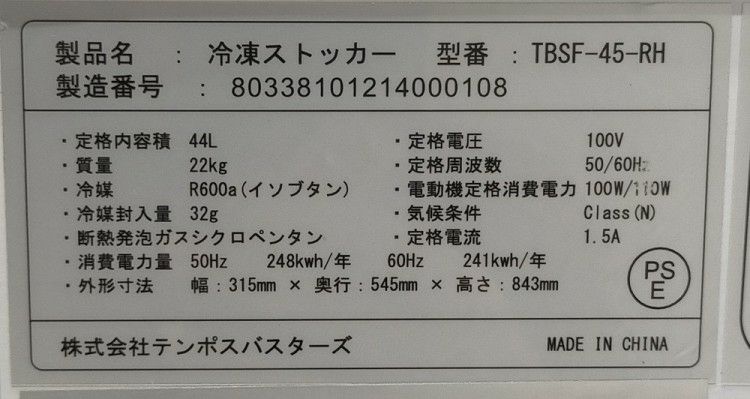 製品名 : 冷凍ストッカー 型番 : TBSF-45-RH
製造番号 : 80338101214000108
・定格内容積 44L ・定格電圧 100V
・質量 22kg ・定格周波数 50/60Hz
・冷媒 R600a(イソブタン) ・電動機定格消費電力 100W/110W
・冷媒封入量 32g ・気候条件 Class(N)
・断熱発泡ガスシクロペンタン ・定格電流 1.5A
・消費電力量 50Hz 248kwh/年 60Hz 241kwh/年
・外形寸法 幅:315mm × 奥行:545mm × 高さ:843mm
PS
E
株式会社テンポスバスターズ MADE IN CHINA